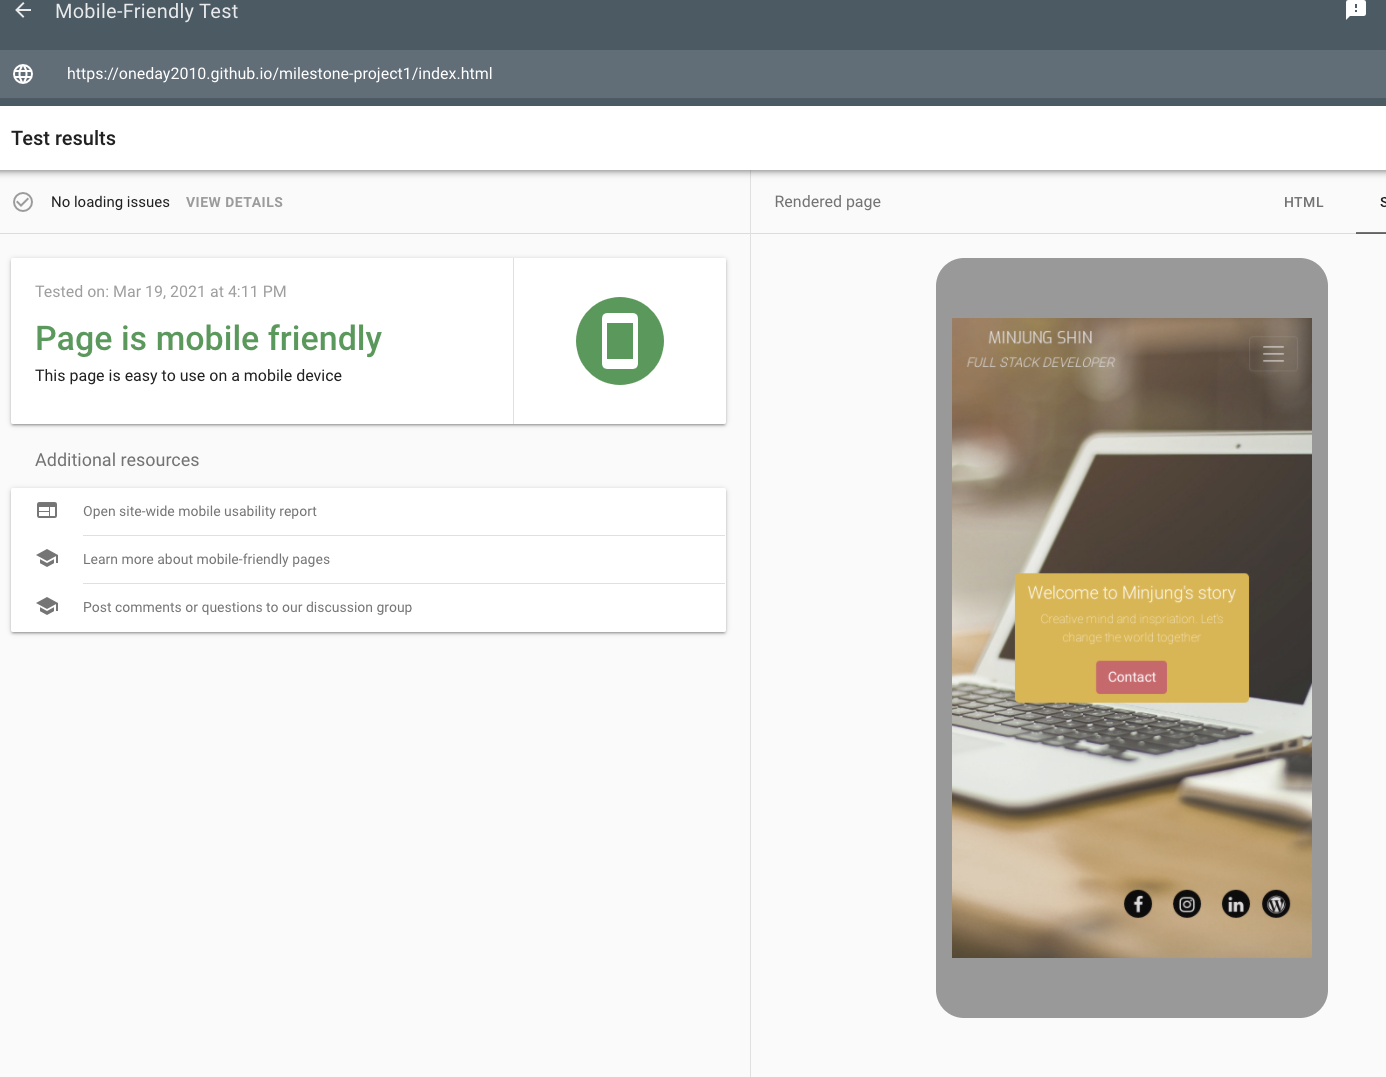 Mobile-Friendly Test
https://oneday2010.github.io/milestone-project1/index.html
Test results
No loading issues VIEW DETAILS
Rendered page HTML S
Tested on: Mar 19, 2021 at 4:11 PM
Page is mobile friendly
This page is easy to use on a mobile device
Additional resources
Open site-wide mobile usability report
Learn more about mobile-friendly pages
Post comments or questions to our discussion group
MINJUNG SHIN
FULL STACK DEVELOPER
Welcome to Minjung's story
Creative mind and inspriation. Let's
change the world together
Contact